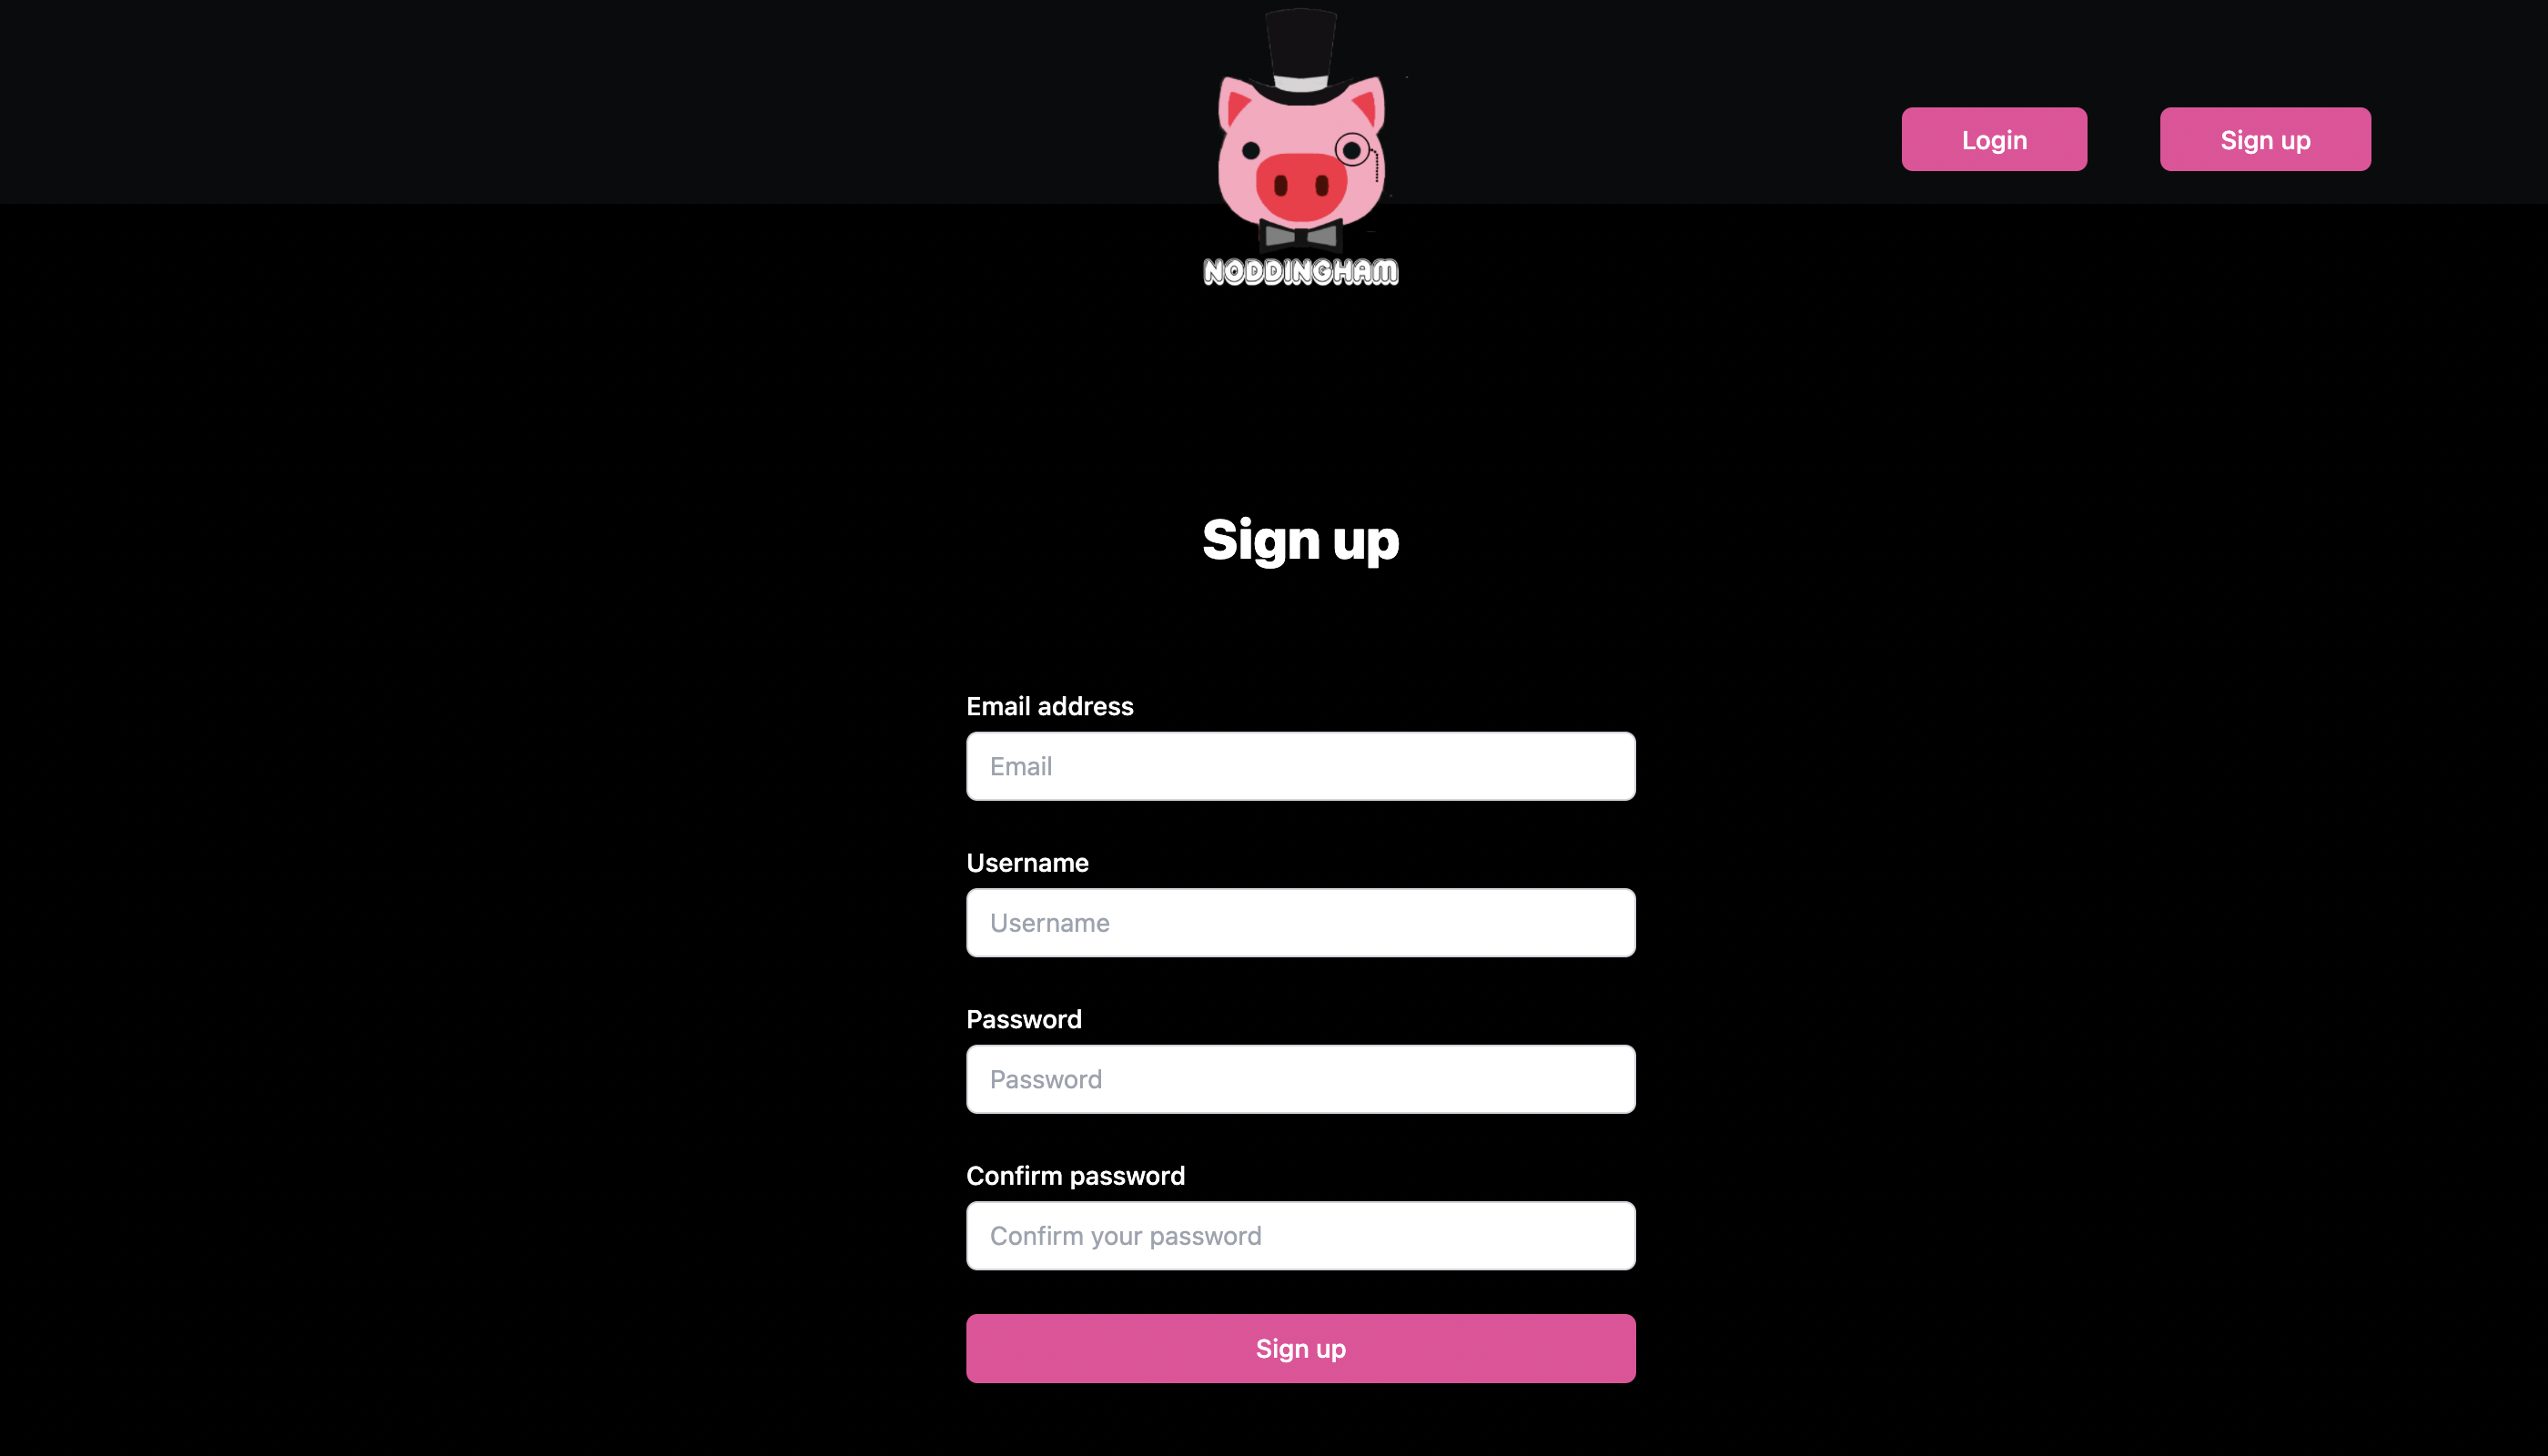 Login
Sign up
NODDINGHAM
Sign up
Email address
Email
Username
Username
Password
Password
Confirm password
Confirm your password
Sign up